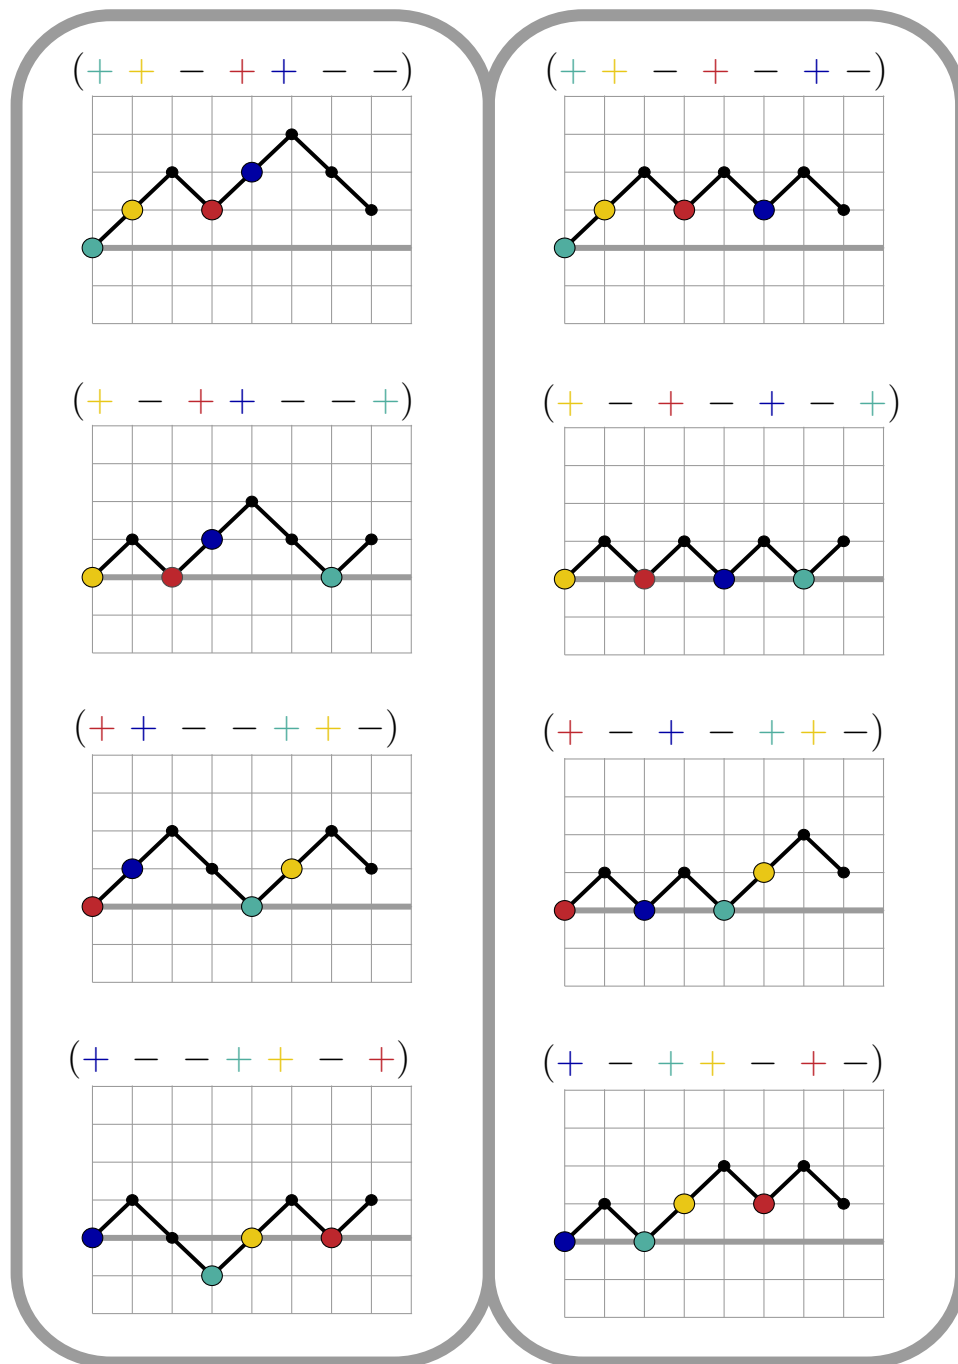 ( + + − + + − − )
( + + − + − + − )
( + − + + − − + )
( + − + − + − + )
( + + − − + + − )
( + − + − + + − )
( + − − + + − + )
( + − + + − + − )